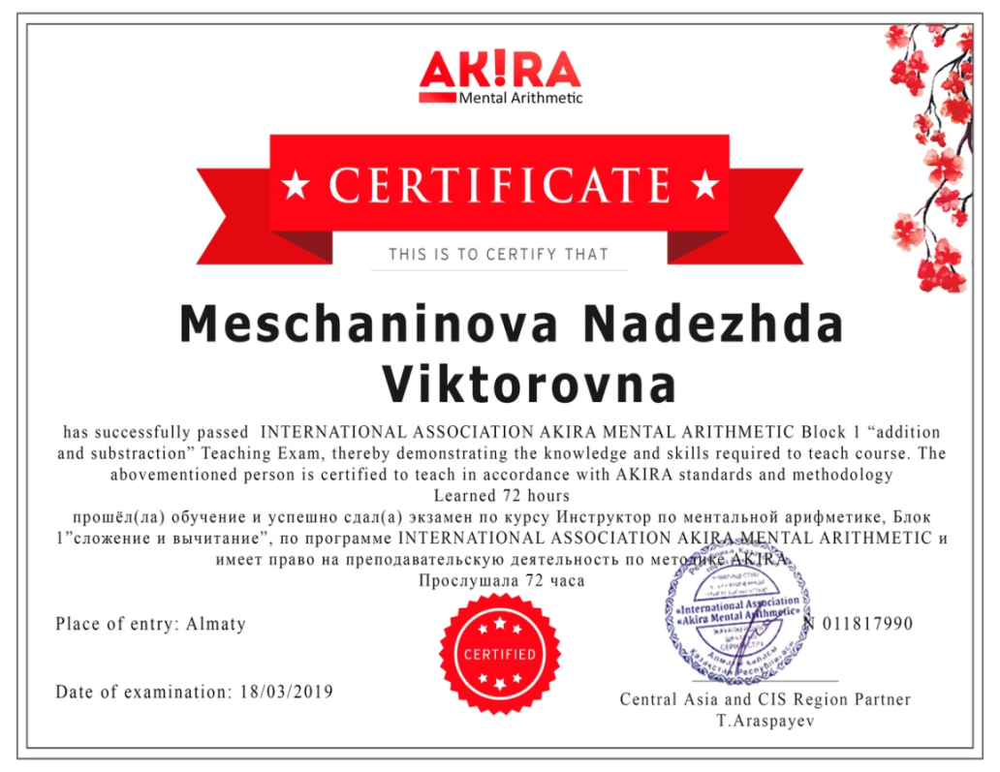 AK!RA
Mental Arithmetic
CERTIFICATE
THIS IS TO CERTIFY THAT
Meschaninova Nadezhda
Viktorovna
has successfully passed INTERNATIONAL ASSOCIATION AKIRA MENTAL ARITHMETIC Block 1 “addition
and substraction” Teaching Exam, thereby demonstrating the knowledge and skills required to teach course. The
abovementioned person is certified to teach in accordance with AKIRA standards and methodology
Learned 72 hours
прошёл(ла) обучение и успешно сдал(а) экзамен по курсу Инструктор по ментальной арифметике, Блок
1”сложение и вычитание”, по программе INTERNATIONAL ASSOCIATION AKIRA MENTAL ARITHMETIC и
имеет право на преподавательскую деятельность по методике AKIRA
Прослушала 72 часа
«International Association
«Akira Mental Arithmetic»
Place of entry: Almaty
N 011817990
CERTIFIED
Date of examination: 18/03/2019
Central Asia and CIS Region Partner
T.Araspayev